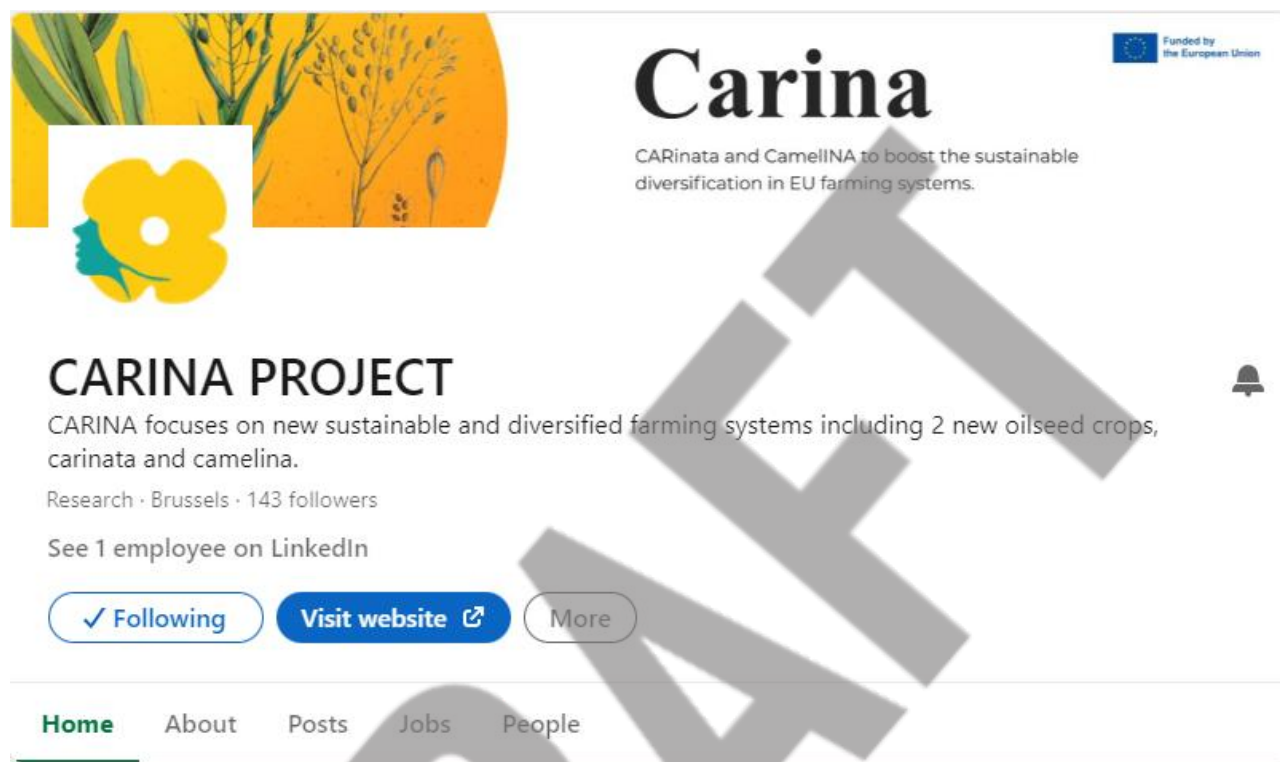 Carina
Funded by
the European Union
CARinata and CamelINA to boost the sustainable
diversification in EU farming systems.
CARINA PROJECT
CARINA focuses on new sustainable and diversified farming systems including 2 new oilseed crops,
carinata and camelina.
Research · Brussels · 143 followers
See 1 employee on LinkedIn
✓ Following
Visit website
More
Home About Posts Jobs People
DRAFT